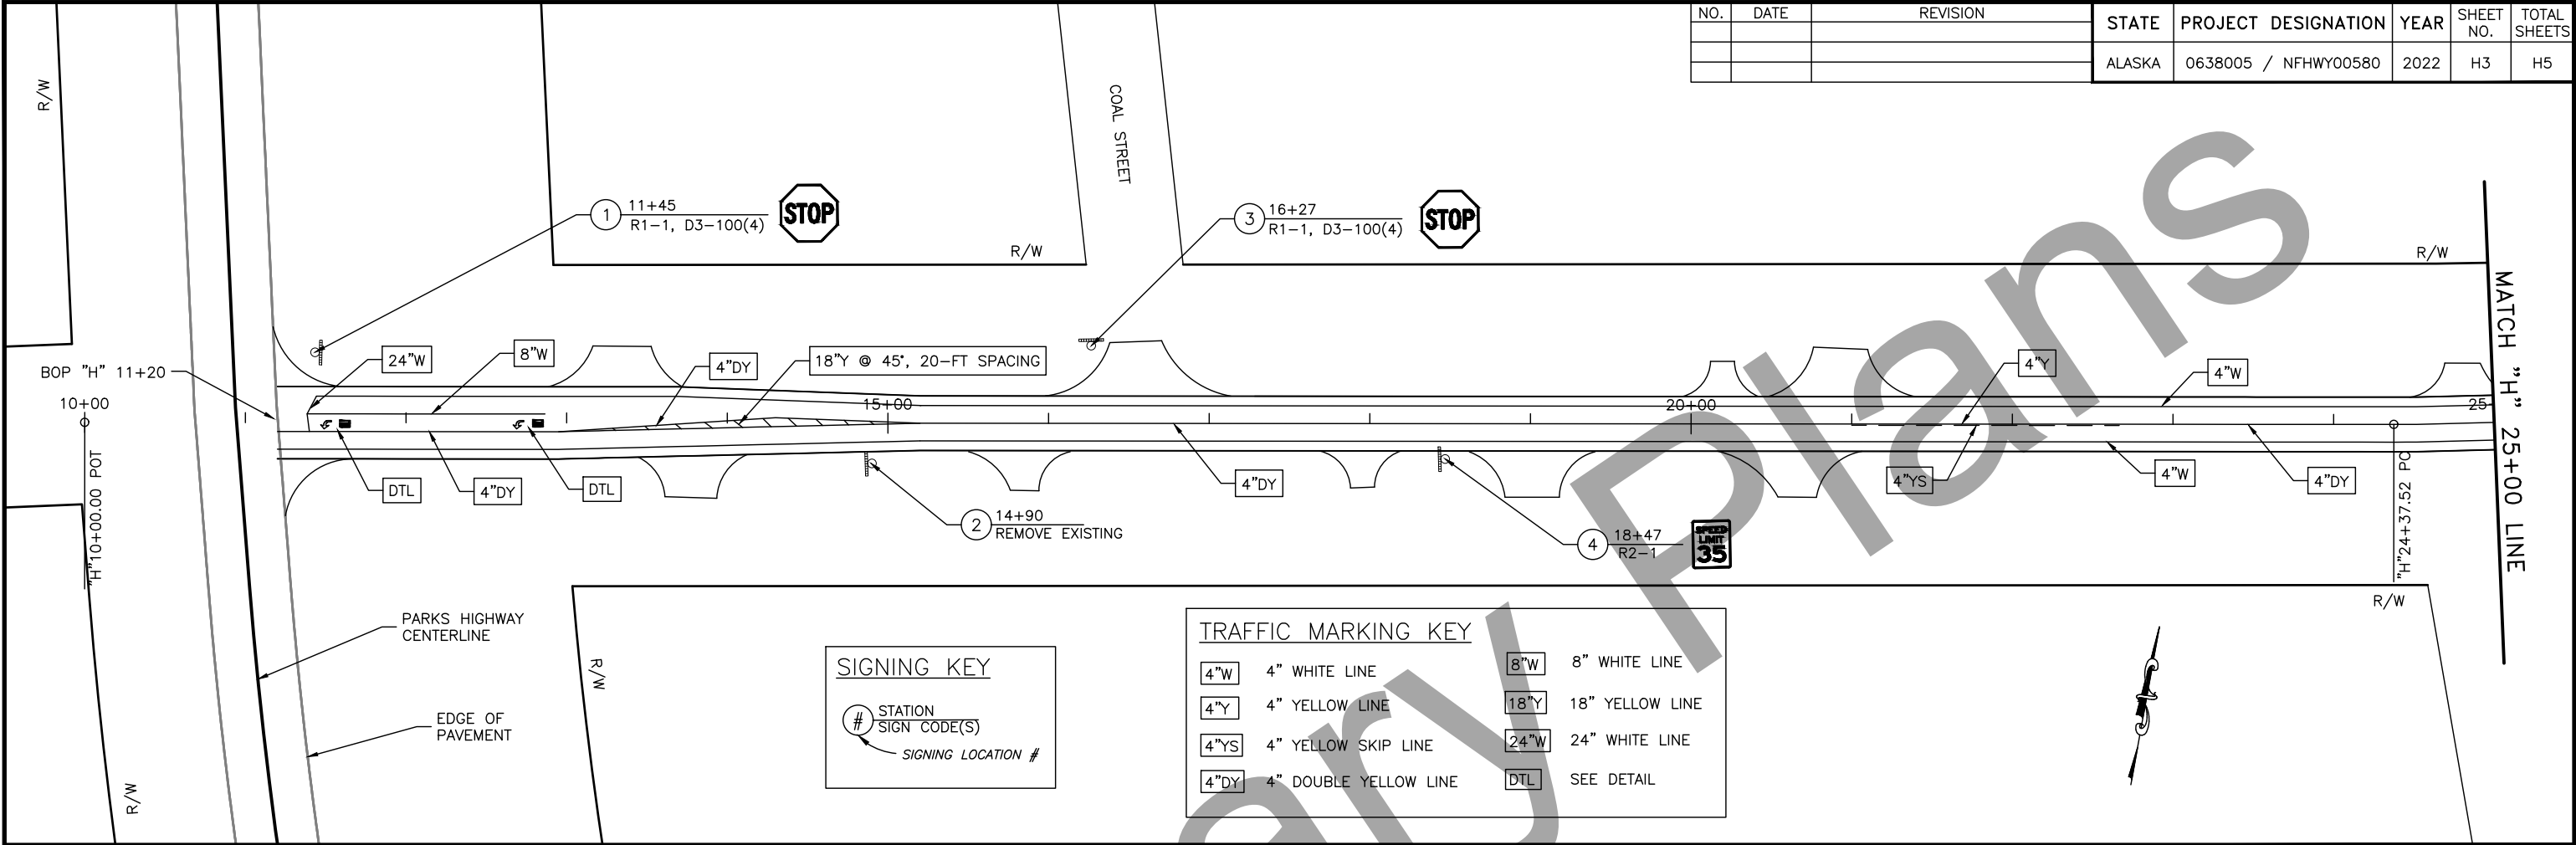 NO. DATE REVISION
STATE PROJECT DESIGNATION YEAR SHEET NO. TOTAL SHEETS
ALASKA 0638005 / NFHWY00580 2022 H3 H5
R/W
COAL STREET
1 11+45
R1-1, D3-100(4)
STOP
3 16+27
R1-1, D3-100(4)
STOP
R/W
R/W
MATCH "H" 25+00 LINE
BOP "H" 11+20
24"W
8"W
4"DY
18"Y @ 45°, 20-FT SPACING
4"Y
4"W
10+00
15+00
20+00
25
"H"10+00.00 POT
DTL
4"DY
DTL
4"DY
4"YS
4"W
4"DY
"H"24+37.52 PC
2 14+90
REMOVE EXISTING
4 18+47
R2-1
SPEED
LIMIT
35
R/W
PARKS HIGHWAY
CENTERLINE
EDGE OF
PAVEMENT
R/W
R/W
SIGNING KEY
# STATION
SIGN CODE(S)
SIGNING LOCATION #
TRAFFIC MARKING KEY
4"W 4" WHITE LINE
4"Y 4" YELLOW LINE
4"YS 4" YELLOW SKIP LINE
4"DY 4" DOUBLE YELLOW LINE
8"W 8" WHITE LINE
18"Y 18" YELLOW LINE
24"W 24" WHITE LINE
DTL SEE DETAIL
ary Plans